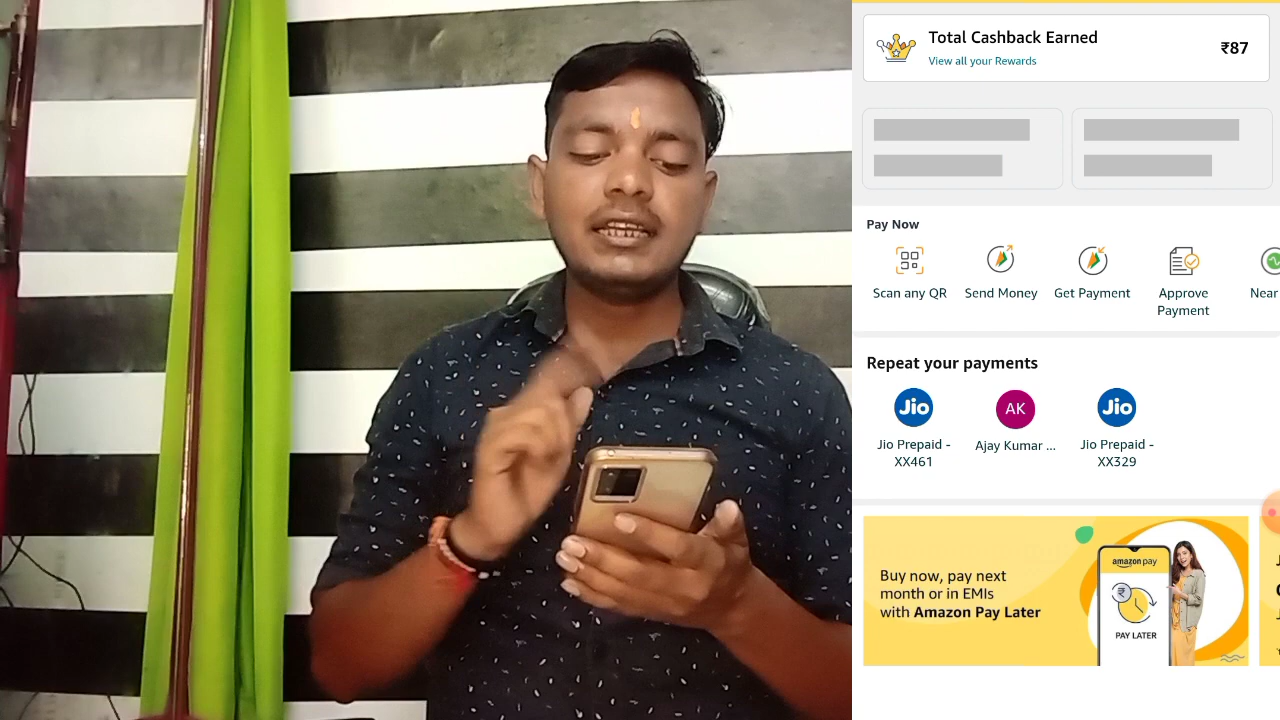 Total Cashback Earned
₹87
View all your Rewards
Pay Now
Scan any QR
Send Money
Get Payment
Approve
Payment
Near
Repeat your payments
Jio
AK
Jio
Jio Prepaid -
XX461
Ajay Kumar ...
Jio Prepaid -
XX329
Buy now, pay next
month or in EMIs
with Amazon Pay Later
amazon pay
₹
PAY LATER